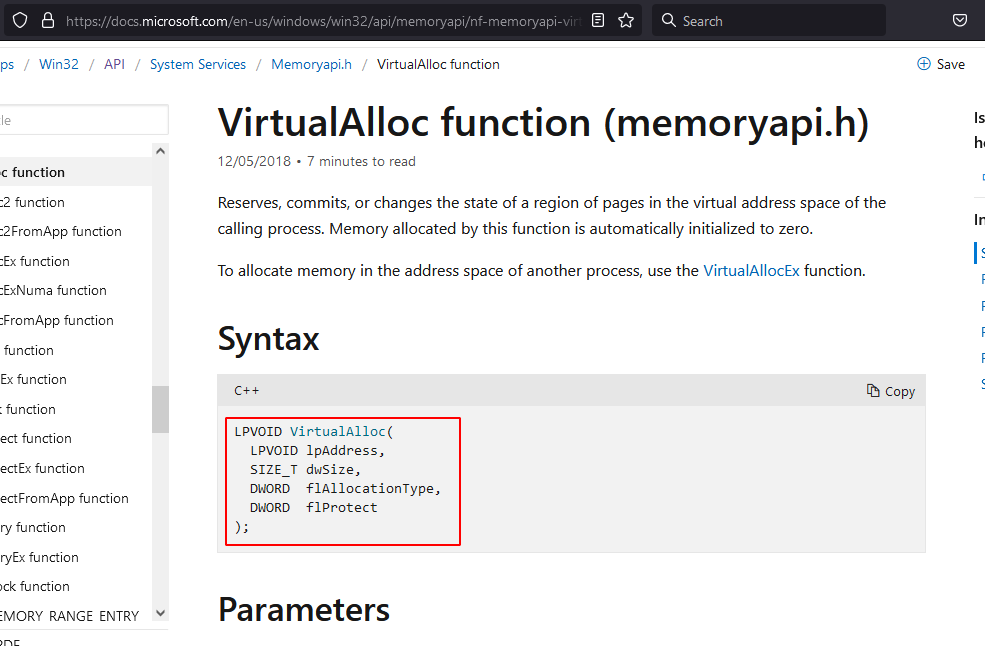 https://docs.microsoft.com/en-us/windows/win32/api/memoryapi/nf-memoryapi-vir
Search
ps / Win32 / API / System Services / Memoryapi.h / VirtualAlloc function
Save
le
c function
c2 function
c2FromApp function
cEx function
cExNuma function
cFromApp function
function
Ex function
t function
ect function
ectEx function
ectFromApp function
ry function
ryEx function
ock function
EMORY_RANGE_ENTRY
VirtualAlloc function (memoryapi.h)
12/05/2018 • 7 minutes to read
Reserves, commits, or changes the state of a region of pages in the virtual address space of the
calling process. Memory allocated by this function is automatically initialized to zero.
To allocate memory in the address space of another process, use the VirtualAllocEx function.
Syntax
C++
Copy
LPVOID VirtualAlloc(
LPVOID lpAddress,
SIZE_T dwSize,
DWORD flAllocationType,
DWORD flProtect
);
Parameters
Is
h
In